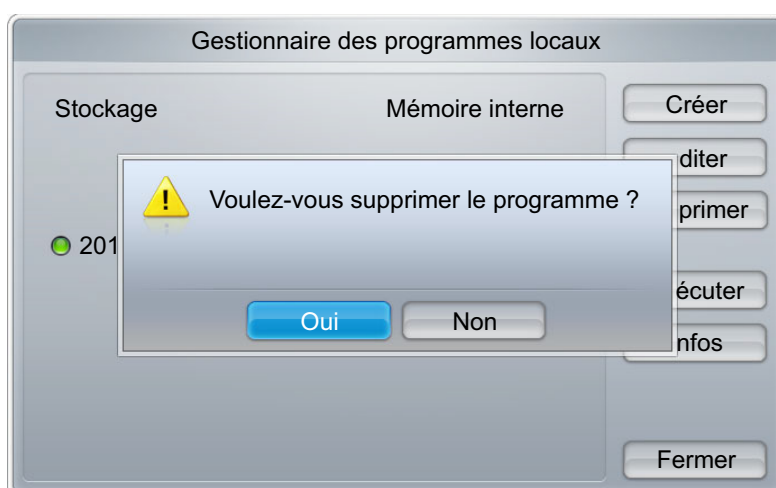 Gestionnaire des programmes locaux
Stockage Mémoire interne
Créer
diter
Voulez-vous supprimer le programme ?
primer
201
écuter
Oui Non
nfos
Fermer